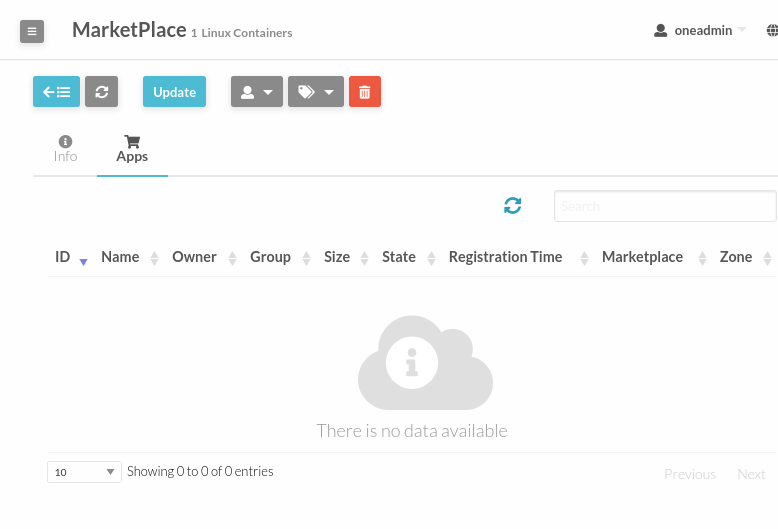 MarketPlace 1 Linux Containers
oneadmin
Update
Info
Apps
Search
ID Name Owner Group Size State Registration Time Marketplace Zone
There is no data available
10 Showing 0 to 0 of 0 entries
Previous Next